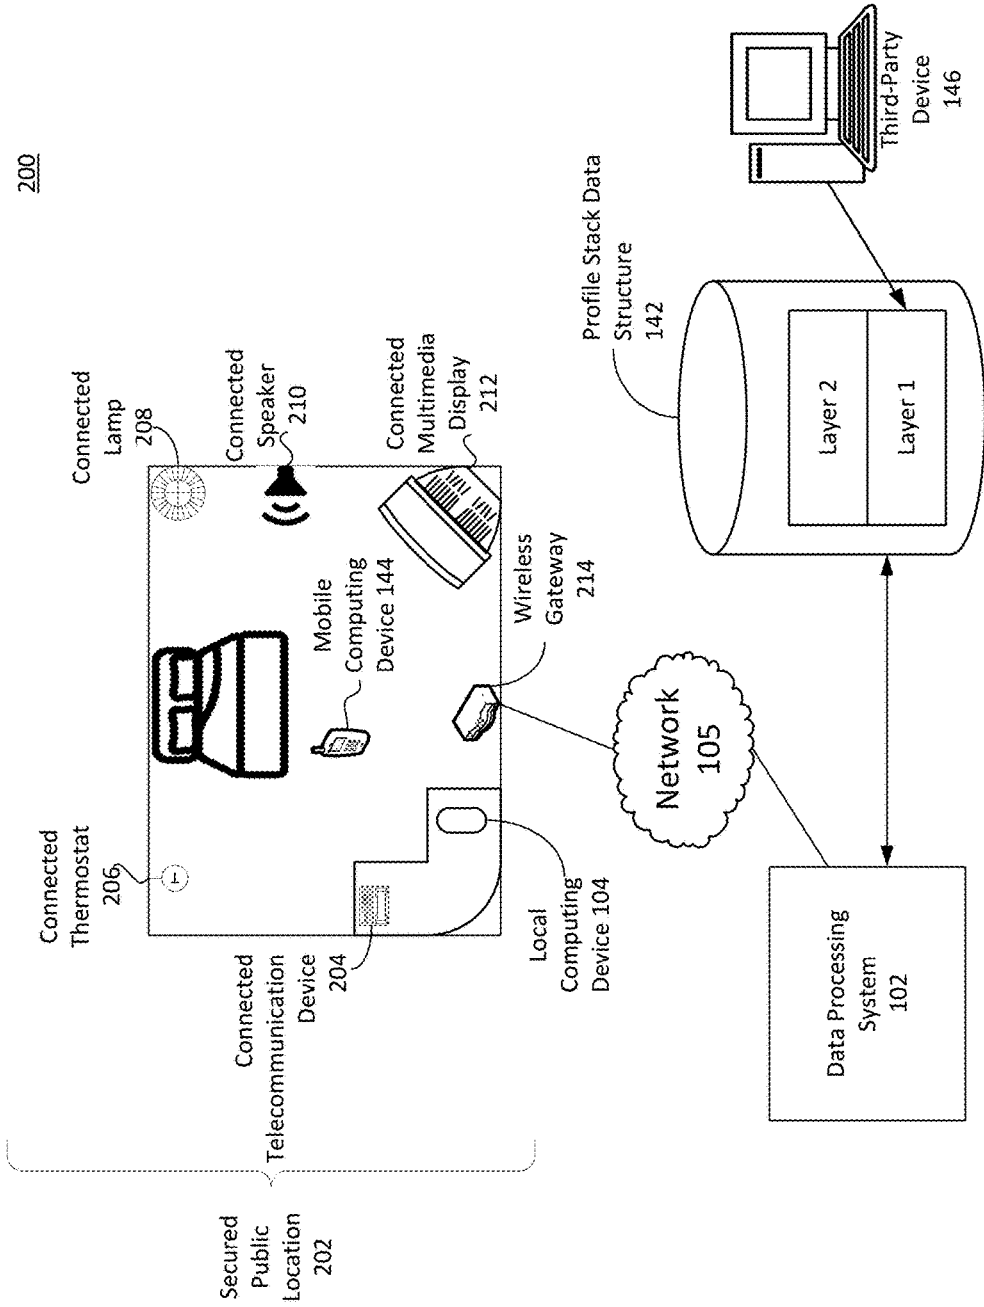 200
Secured
Public
Location
202
Connected
Thermostat
206
Connected
Lamp
208
Connected
Telecommunication
Device
204
Connected
Speaker
210
Mobile
Computing
Device 144
Connected
Multimedia
Display
212
Local
Computing
Device 104
Wireless
Gateway
214
Network
105
Profile Stack Data
Structure
142
Data Processing
System
102
Layer 2
Layer 1
Third-Party
Device
146